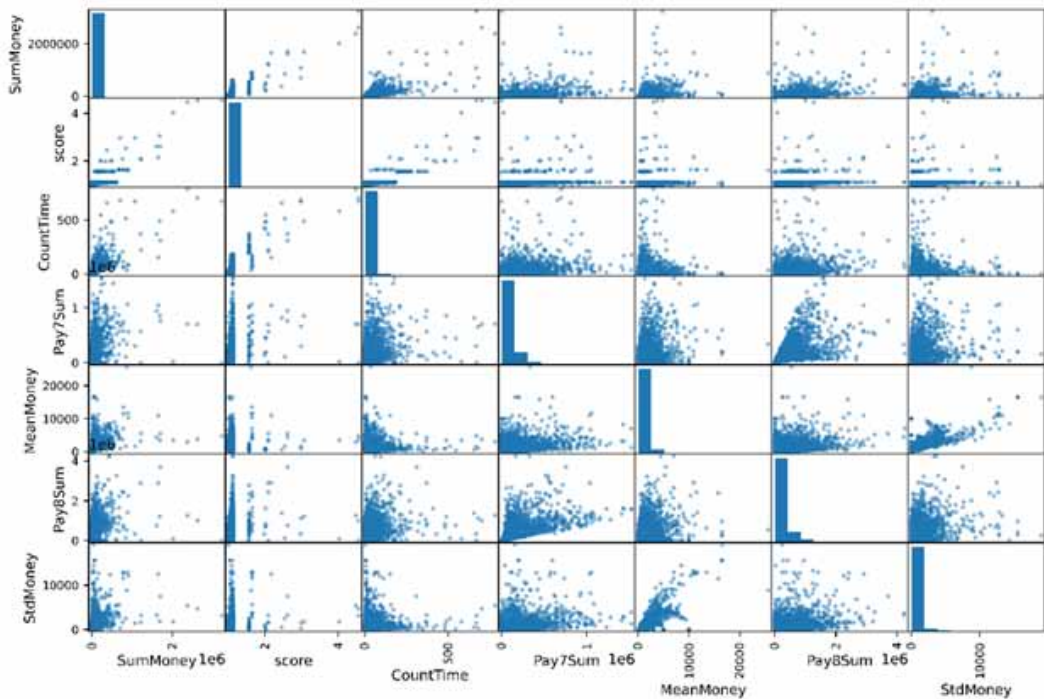 SumMoney
2000000
0
score
4
2
CountTime
500
0
1e6
Pay7Sum
1
0
MeanMoney
20000
10000
0
1e6
Pay8Sum
4
2
0
StdMoney
10000
0
0 2 1e6
SumMoney
2 4
score
500
CountTime
0 1 1e6
Pay7Sum
0 10000 20000
MeanMoney
0 2 4 1e6
Pay8Sum
0 10000
StdMoney